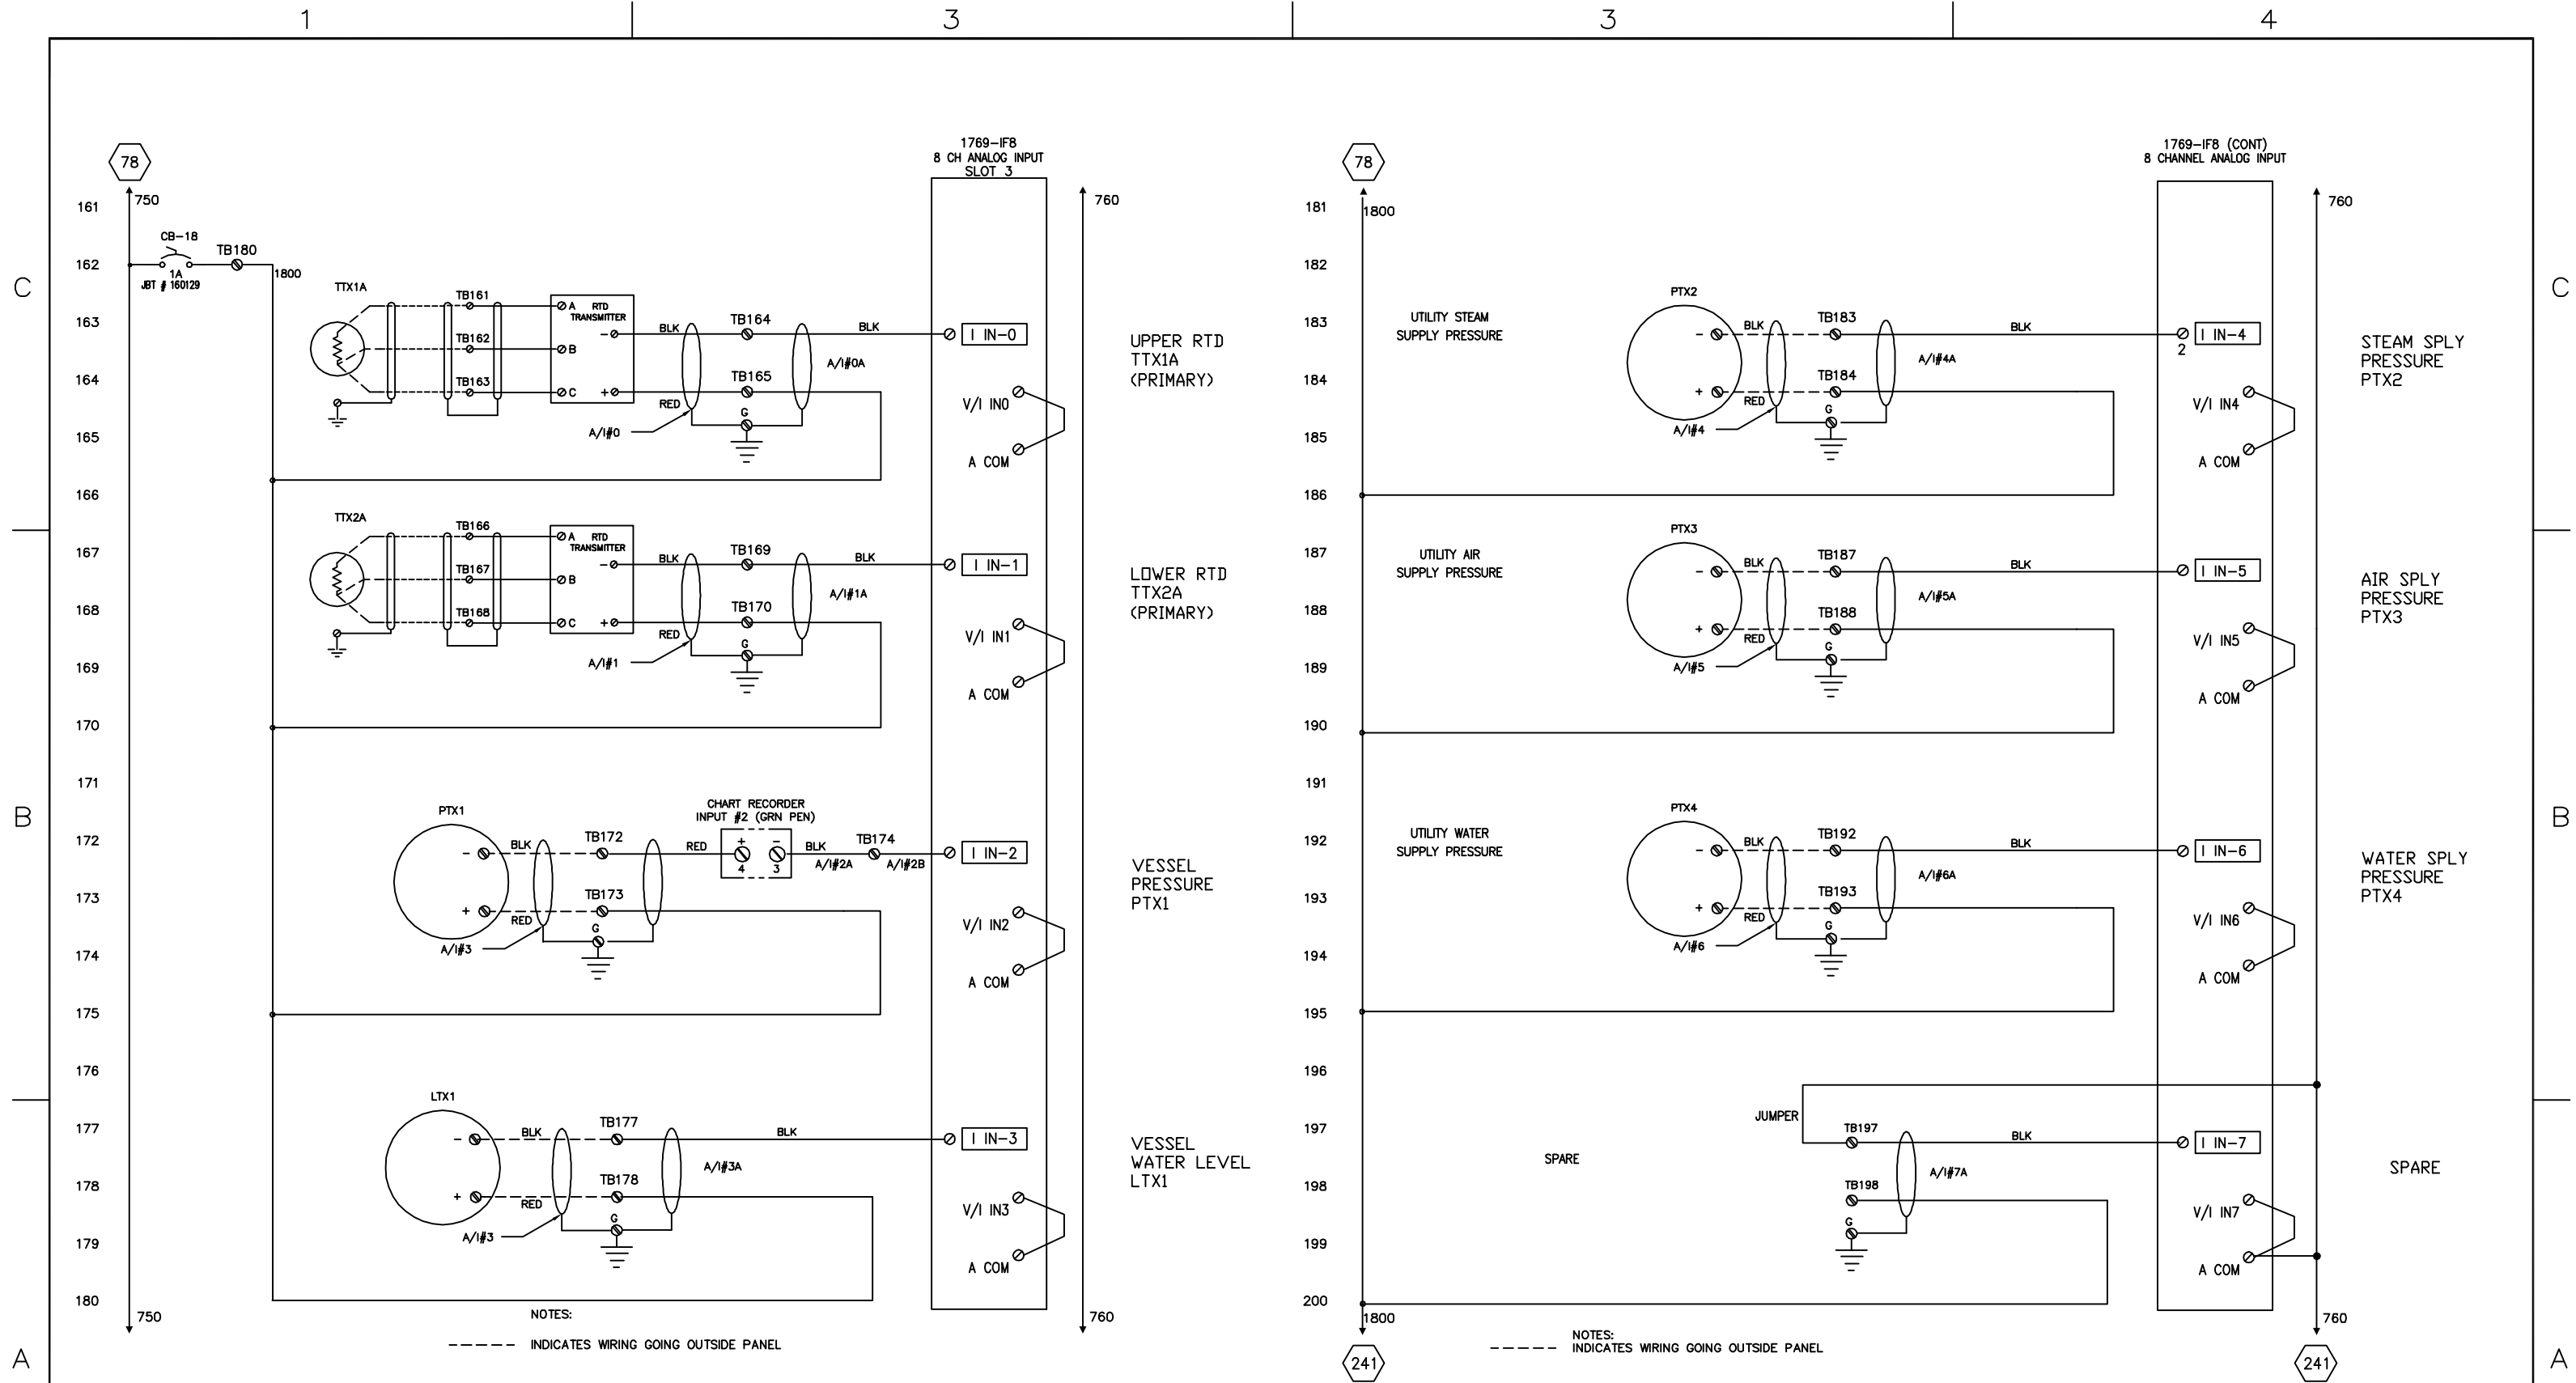 1 3 3 4
C
B
A
78
750
161
162
163
164
165
166
167
168
169
170
171
172
173
174
175
176
177
178
179
180
CB-18
1A
JBT # 160129
TB180
1800
1769-IF8
8 CH ANALOG INPUT
SLOT 3
760
TTX1A
TB161
TB162
TB163
A RTD
TRANSMITTER
B
C
-
+
BLK
RED
TB164
TB165
G
A/I#0
BLK
A/I#0A
I IN-0
V/I IN0
A COM
UPPER RTD
TTX1A
(PRIMARY)
TTX2A
TB166
TB167
TB168
A RTD
TRANSMITTER
B
C
-
+
BLK
RED
TB169
TB170
G
A/I#1
BLK
A/I#1A
I IN-1
V/I IN1
A COM
LOWER RTD
TTX2A
(PRIMARY)
PTX1
-
+
BLK
RED
TB172
TB173
G
A/I#3
CHART RECORDER
INPUT #2 (GRN PEN)
RED
+ -
4 3
BLK
A/I#2A
TB174
A/I#2B
I IN-2
V/I IN2
A COM
VESSEL
PRESSURE
PTX1
LTX1
-
+
BLK
RED
TB177
TB178
G
A/I#3
BLK
A/I#3A
I IN-3
V/I IN3
A COM
VESSEL
WATER LEVEL
LTX1
750
760
NOTES:
INDICATES WIRING GOING OUTSIDE PANEL
78
1800
181
182
183
184
185
186
187
188
189
190
191
192
193
194
195
196
197
198
199
200
1769-IF8 (CONT)
8 CHANNEL ANALOG INPUT
760
UTILITY STEAM
SUPPLY PRESSURE
PTX2
-
+
BLK
RED
TB183
TB184
G
A/I#4
A/I#4A
BLK
2
I IN-4
V/I IN4
A COM
STEAM SPLY
PRESSURE
PTX2
UTILITY AIR
SUPPLY PRESSURE
PTX3
-
+
BLK
RED
TB187
TB188
G
A/I#5
A/I#5A
BLK
I IN-5
V/I IN5
A COM
AIR SPLY
PRESSURE
PTX3
UTILITY WATER
SUPPLY PRESSURE
PTX4
-
+
BLK
RED
TB192
TB193
G
A/I#6
A/I#6A
BLK
I IN-6
V/I IN6
A COM
WATER SPLY
PRESSURE
PTX4
SPARE
JUMPER
TB197
TB198
G
A/I#7A
BLK
I IN-7
V/I IN7
A COM
SPARE
1800
241
760
241
NOTES:
INDICATES WIRING GOING OUTSIDE PANEL
C
B
A